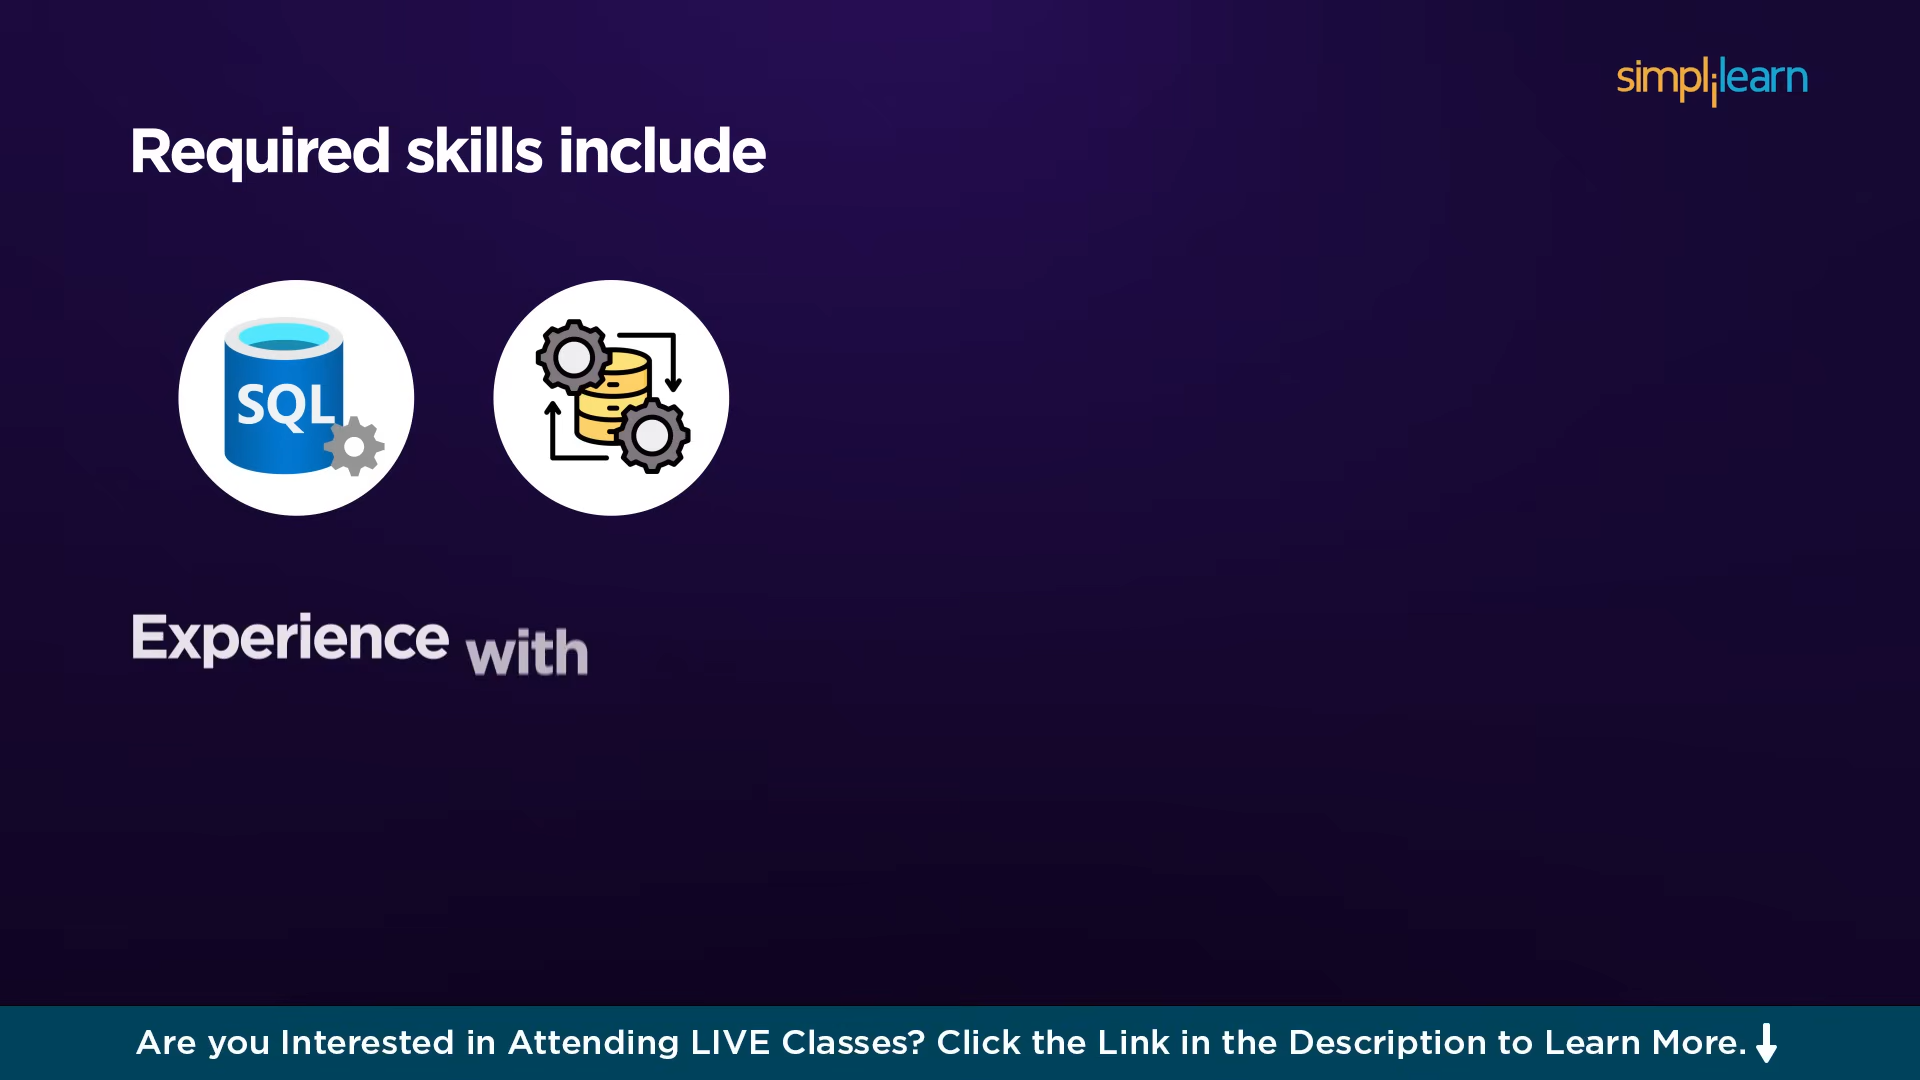 simplilearn
Required skills include
SQL
Experience with
Are you Interested in Attending LIVE Classes? Click the Link in the Description to Learn More.